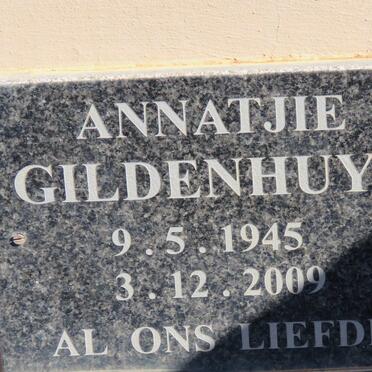 ANNATJIE
GILDENHUY
9.5.1945
3.12.2009
AL ONS LIEFD